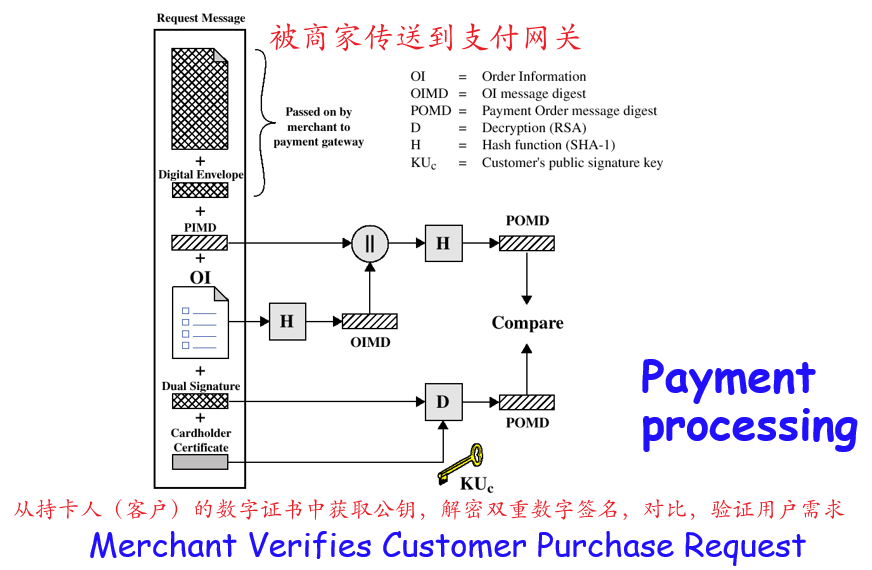 Request Message
被商家传送到支付网关
OI = Order Information
OIMD = OI message digest
POMD = Payment Order message digest
D = Decryption (RSA)
H = Hash function (SHA-1)
KUc = Customer's public signature key
Passed on by
merchant to
payment gateway
+
Digital Envelope
+
PIMD
+
OI
||
H
POMD
H
OIMD
Compare
+
Dual Signature
+
Cardholder
Certificate
D
POMD
KUc
Payment
processing
从持卡人（客户）的数字证书中获取公钥，解密双重数字签名，对比，验证用户需求
Merchant Verifies Customer Purchase Request